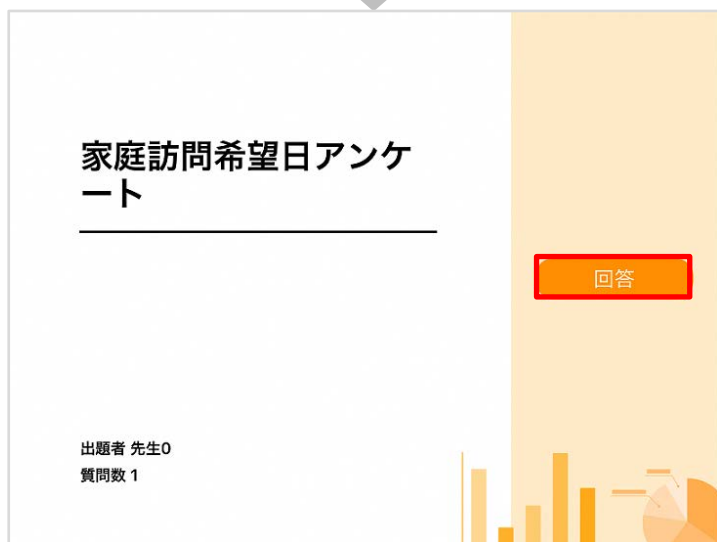 家庭訪問希望日アンケ
ート
回答
出題者 先生0
質問数 1